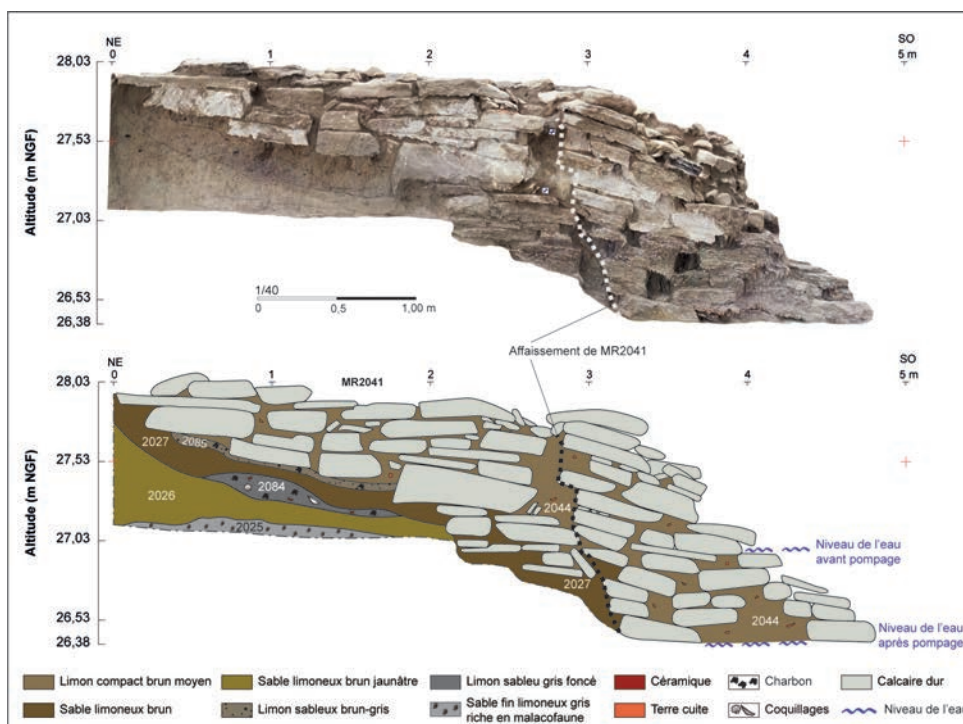 NE
SO
0
1
2
3
4
5 m
28,03
27,53
27,03
26,53
26,38
Altitude (m NGF)
1/40
0
0,5
1,00 m
Affaissement de MR2041
NE
SO
0
1
MR2041
2
3
4
5 m
28,03
27,53
27,03
26,53
26,38
Altitude (m NGF)
2027
2085
2026
2084
2025
2044
2027
2044
Niveau de l'eau
avant pompage
Niveau de l'eau
après pompage
Limon compact brun moyen
Sable limoneux brun jaunâtre
Limon sableu gris foncé
Céramique
Charbon
Calcaire dur
Sable limoneux brun
Limon sableux brun-gris
Sable fin limoneux gris
riche en malacofaune
Terre cuite
Coquillages
Niveau de l'eau